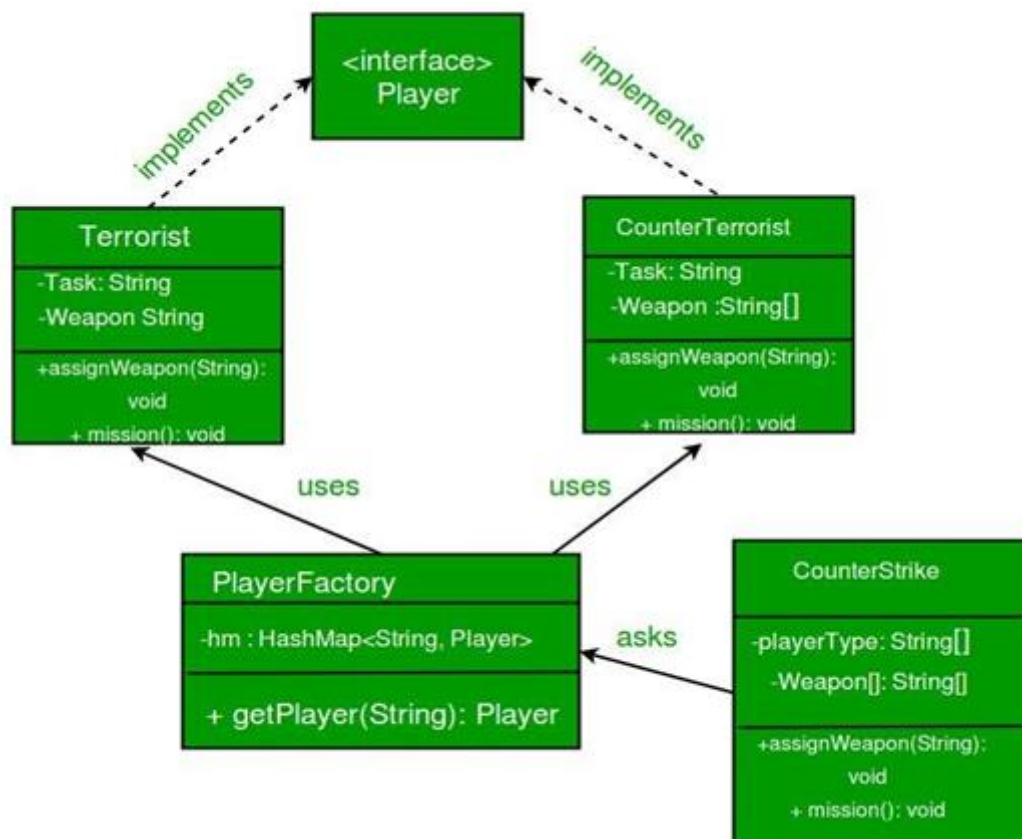 <interface>
Player
implements
implements
Terrorist
-Task: String
-Weapon String
+assignWeapon(String):
void
+ mission(): void
CounterTerrorist
-Task: String
-Weapon :String[]
+assignWeapon(String):
void
+ mission(): void
uses
uses
PlayerFactory
-hm : HashMap<String, Player>
+ getPlayer(String): Player
asks
CounterStrike
-playerType: String[]
-Weapon[]: String[]
+assignWeapon(String):
void
+ mission(): void